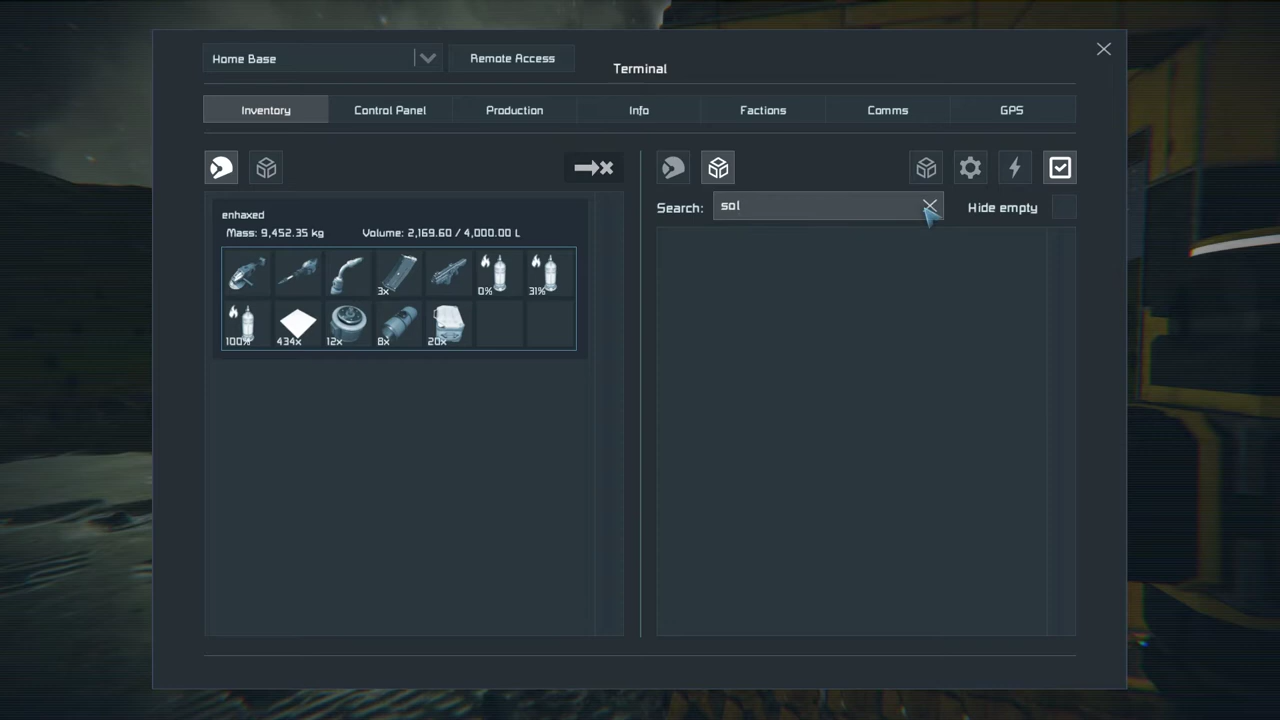 Home Base
Remote Access
Terminal
Inventory
Control Panel
Production
Info
Factions
Comms
GPS
enhaxed
Mass: 9,452.35 kg
Volume: 2,169.60 / 4,000.00 L
3x
0%
31%
100%
434x
12x
8x
20x
Search:
sol
Hide empty